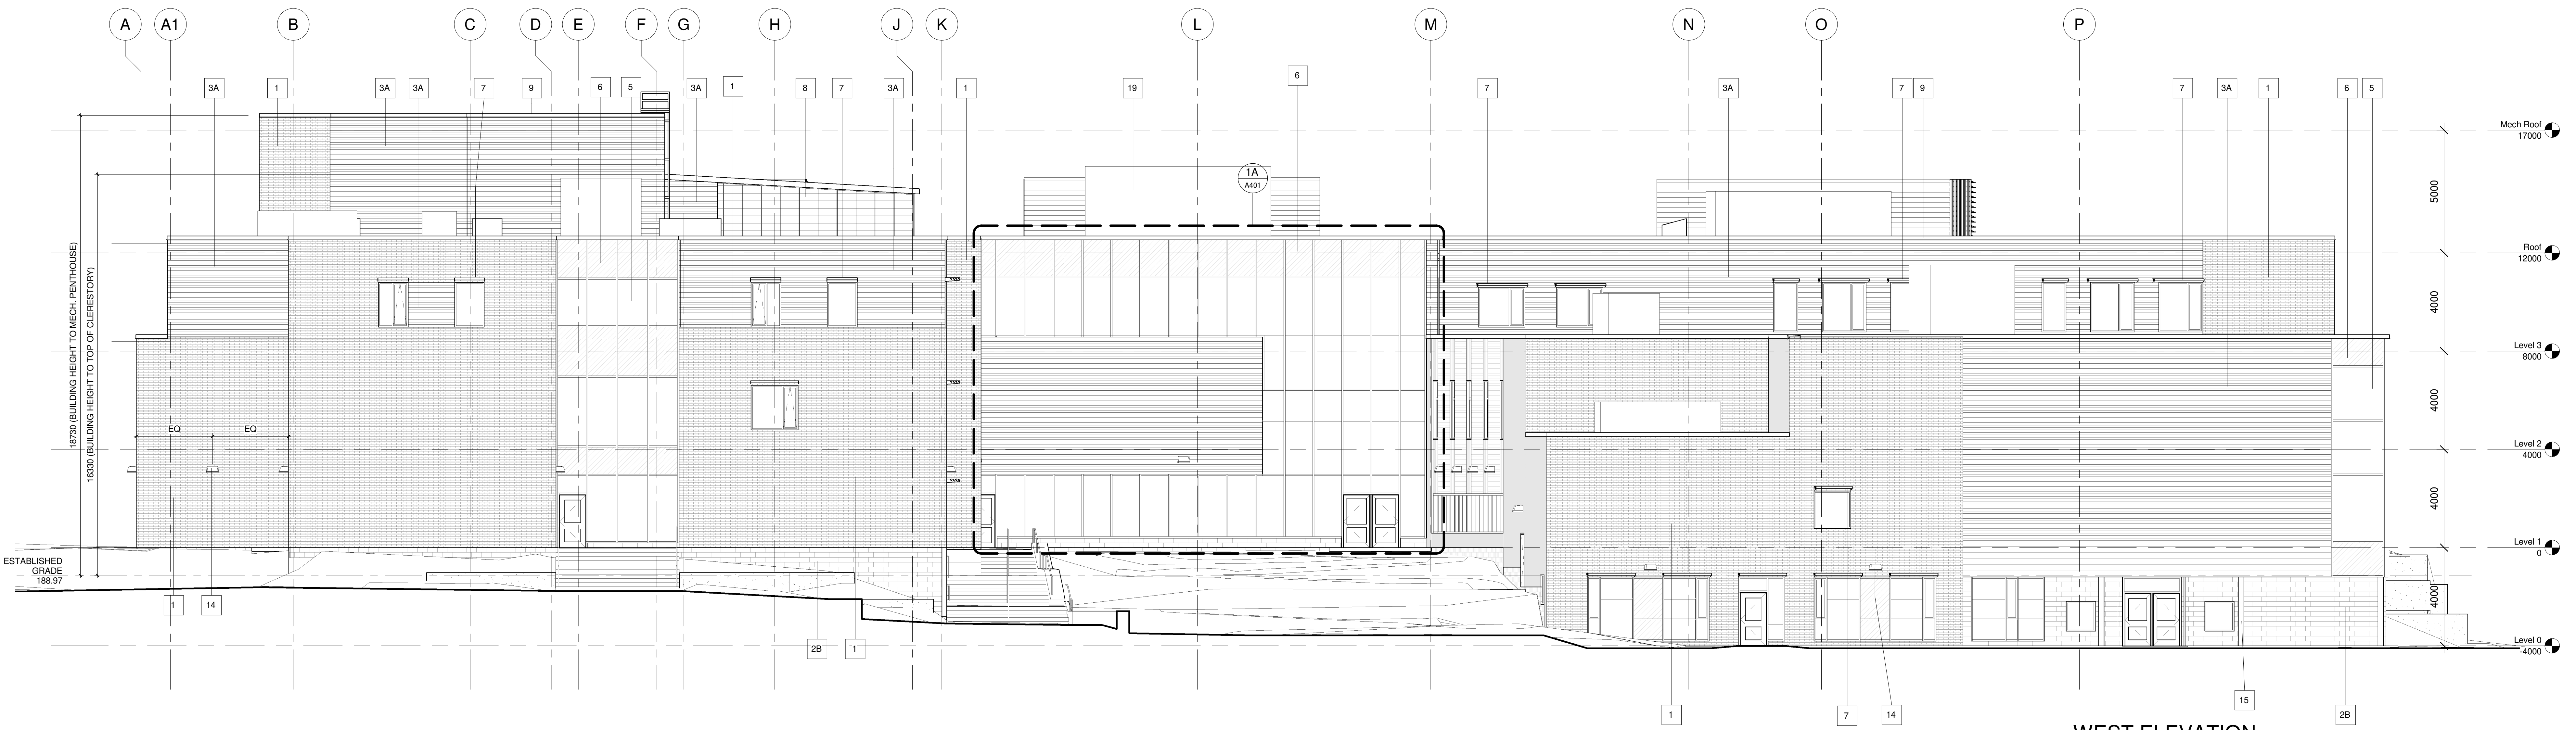 A A1 B C D E F G H J K L M N O P
6
3A 1 3A 3A 7 9 6 5 3A 1 8 7 3A 1 19 7 3A 7 9 7 3A 1 6 5
Mech Roof
17000
1A
A401
5000
Roof
12000
4000
18730 (BUILDING HEIGHT TO MECH. PENTHOUSE)
16330 (BUILDING HEIGHT TO TOP OF CLERESTORY)
Level 3
8000
4000
EQ EQ
Level 2
4000
4000
Level 1
0
ESTABLISHED
GRADE
188.97
4000
1 14
Level 0
-4000
2B 1
15
1 7 14 2B
WEST ELEVATION